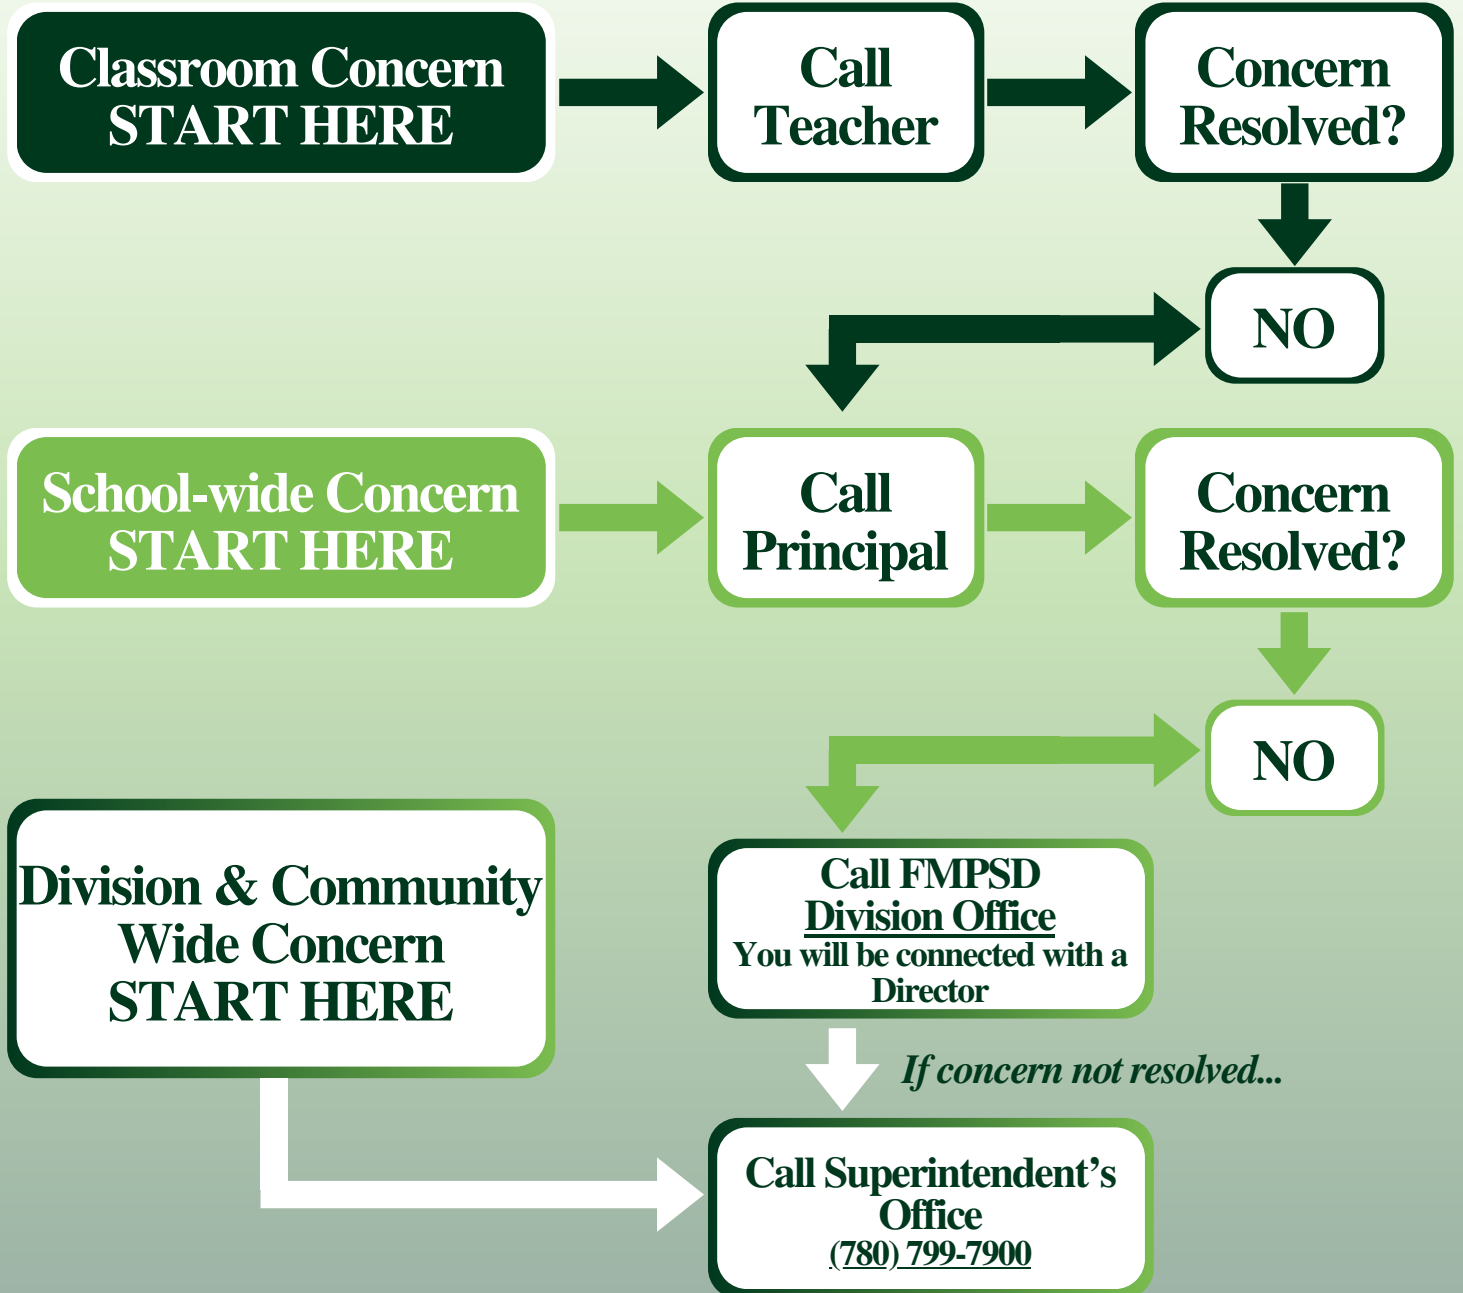 Classroom Concern
START HERE
Call
Teacher
Concern
Resolved?
NO
School-wide Concern
START HERE
Call
Principal
Concern
Resolved?
NO
Division & Community
Wide Concern
START HERE
Call FMPSD
Division Office
You will be connected with a
Director
If concern not resolved...
Call Superintendent’s
Office
(780) 799-7900